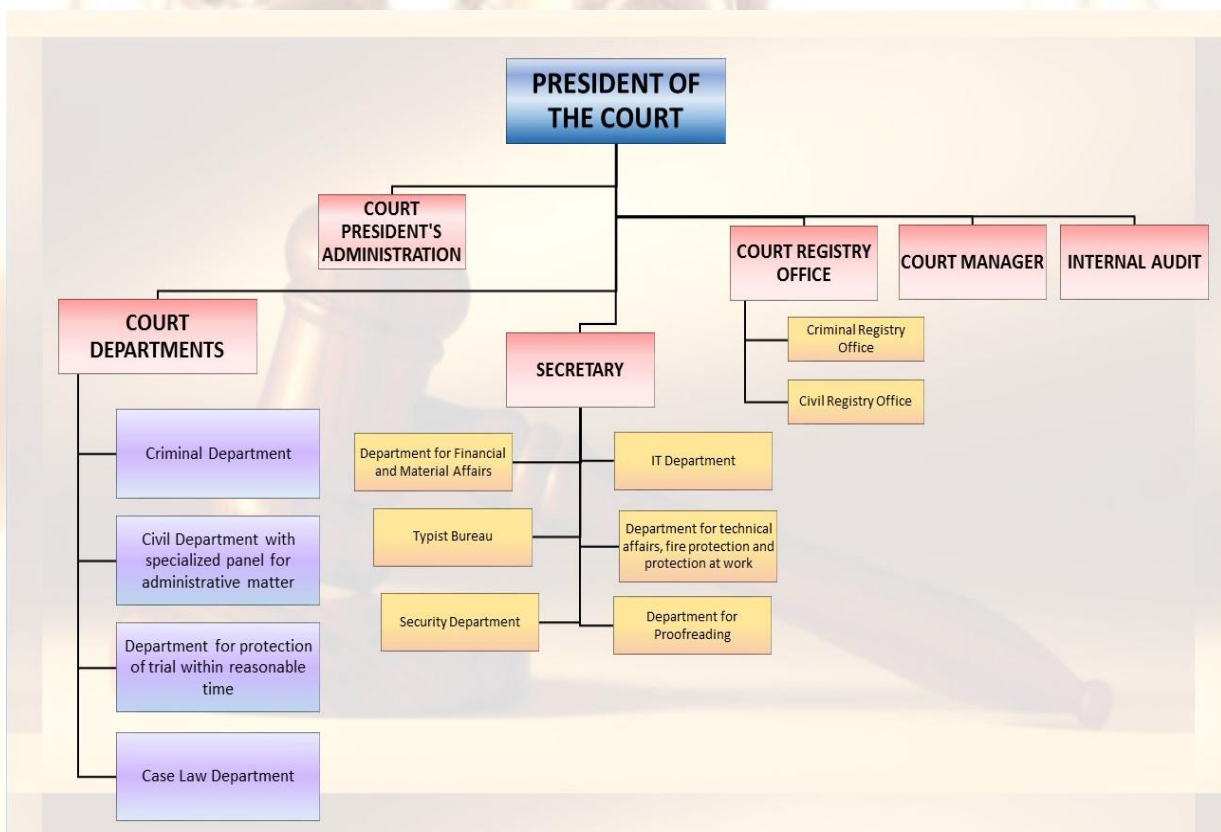 PRESIDENT OF
THE COURT
COURT
PRESIDENT'S
ADMINISTRATION
COURT REGISTRY
OFFICE
COURT MANAGER
INTERNAL AUDIT
COURT
DEPARTMENTS
SECRETARY
Criminal Registry
Office
Civil Registry Office
Criminal Department
Civil Department with
specialized panel for
administrative matter
Department for protection
of trial within reasonable
time
Case Law Department
Department for Financial
and Material Affairs
IT Department
Typist Bureau
Department for technical
affairs, fire protection and
protection at work
Security Department
Department for
Proofreading